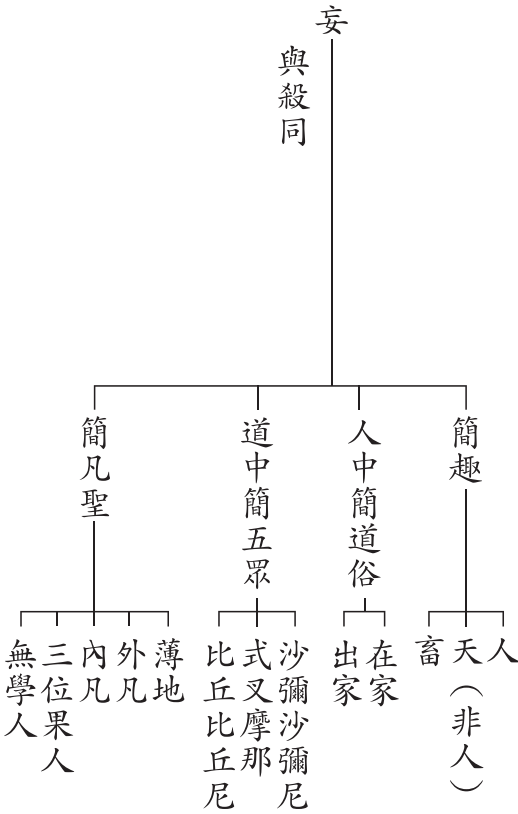 妄
與殺同
簡趣
人
天（非人）
畜
人中簡道俗
在家
出家
道中簡五眾
沙彌沙彌尼
式叉摩那
比丘比丘尼
簡凡聖
薄地
外凡
內凡
三位果人
無學人